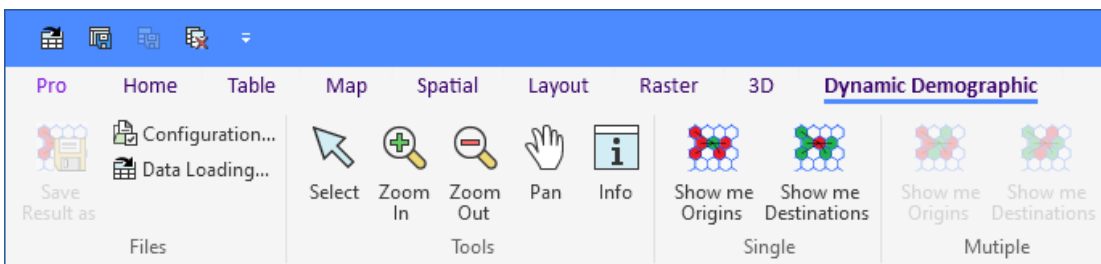 Pro Home Table Map Spatial Layout Raster 3D Dynamic Demographic
Configuration...
Data Loading...
Save
Result as
Select
Zoom
In
Zoom
Out
Pan
Info
Show me
Origins
Show me
Destinations
Show me
Origins
Show me
Destinations
Files Tools Single Mutiple